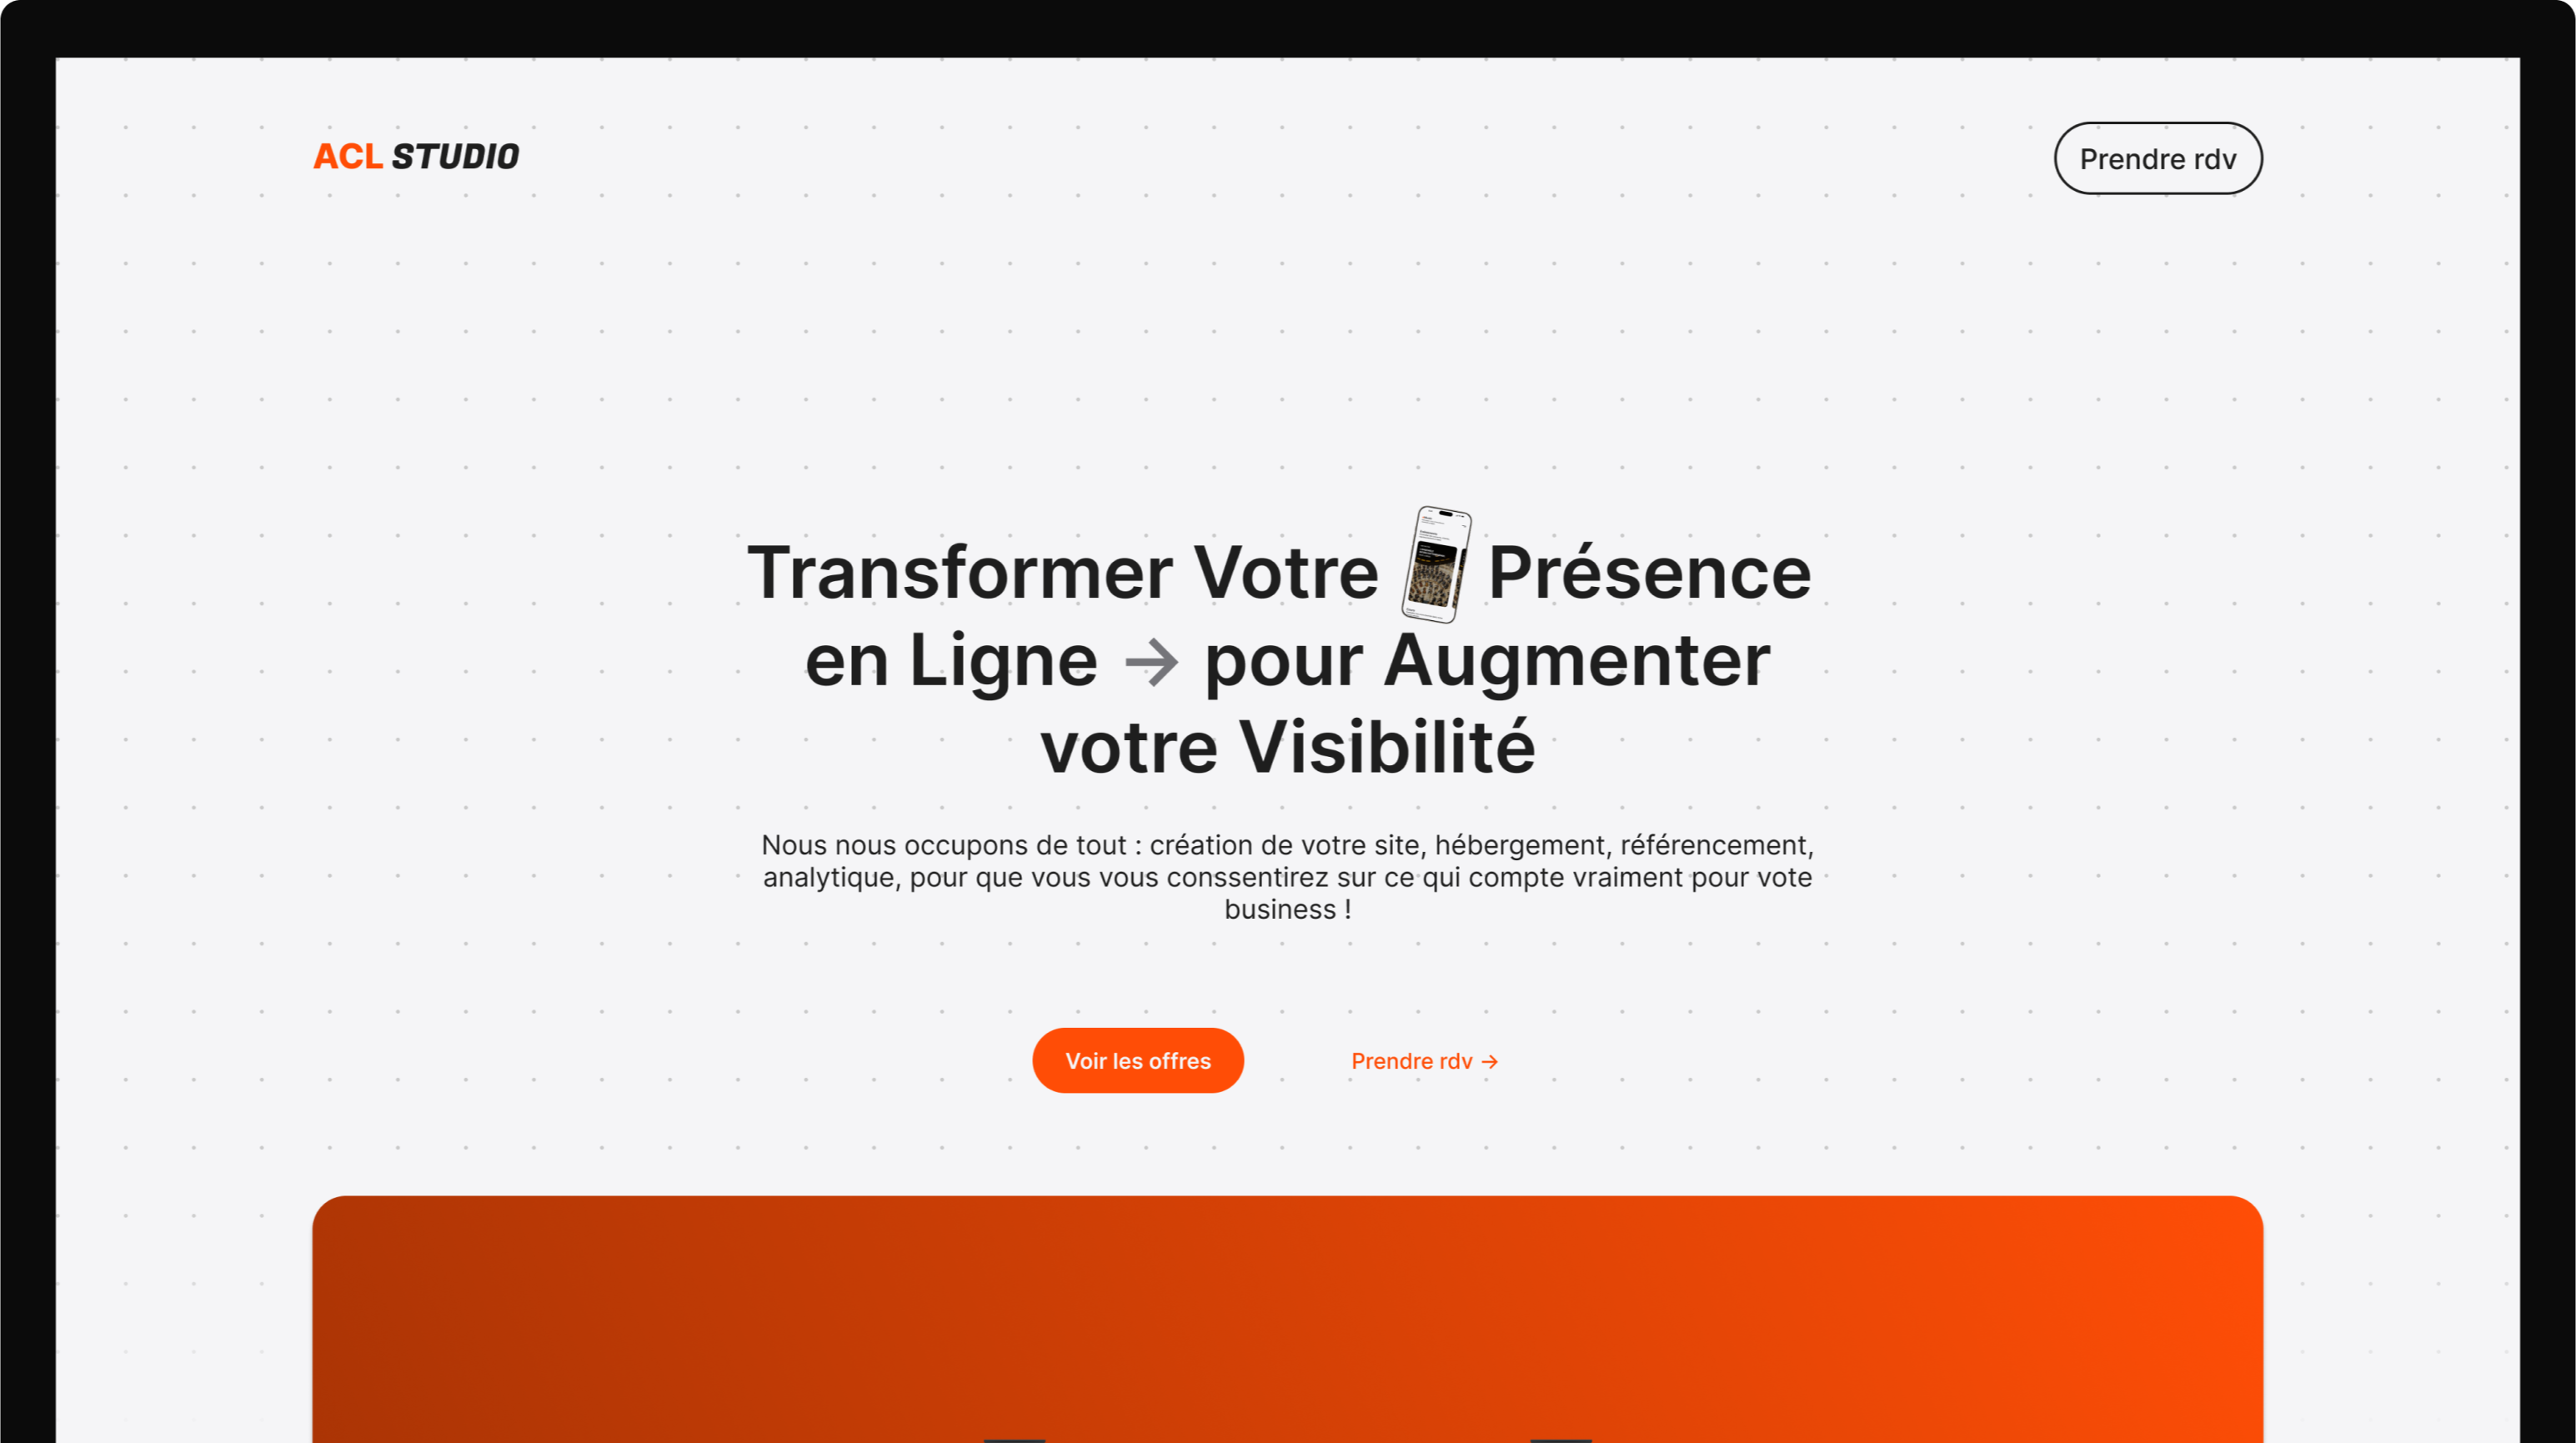 ACL STUDIO
Prendre rdv
Transformer Votre Présence
en Ligne → pour Augmenter
votre Visibilité
Nous nous occupons de tout : création de votre site, hébergement, référencement,
analytique, pour que vous vous conssentirez sur ce qui compte vraiment pour vote
business !
Voir les offres
Prendre rdv →